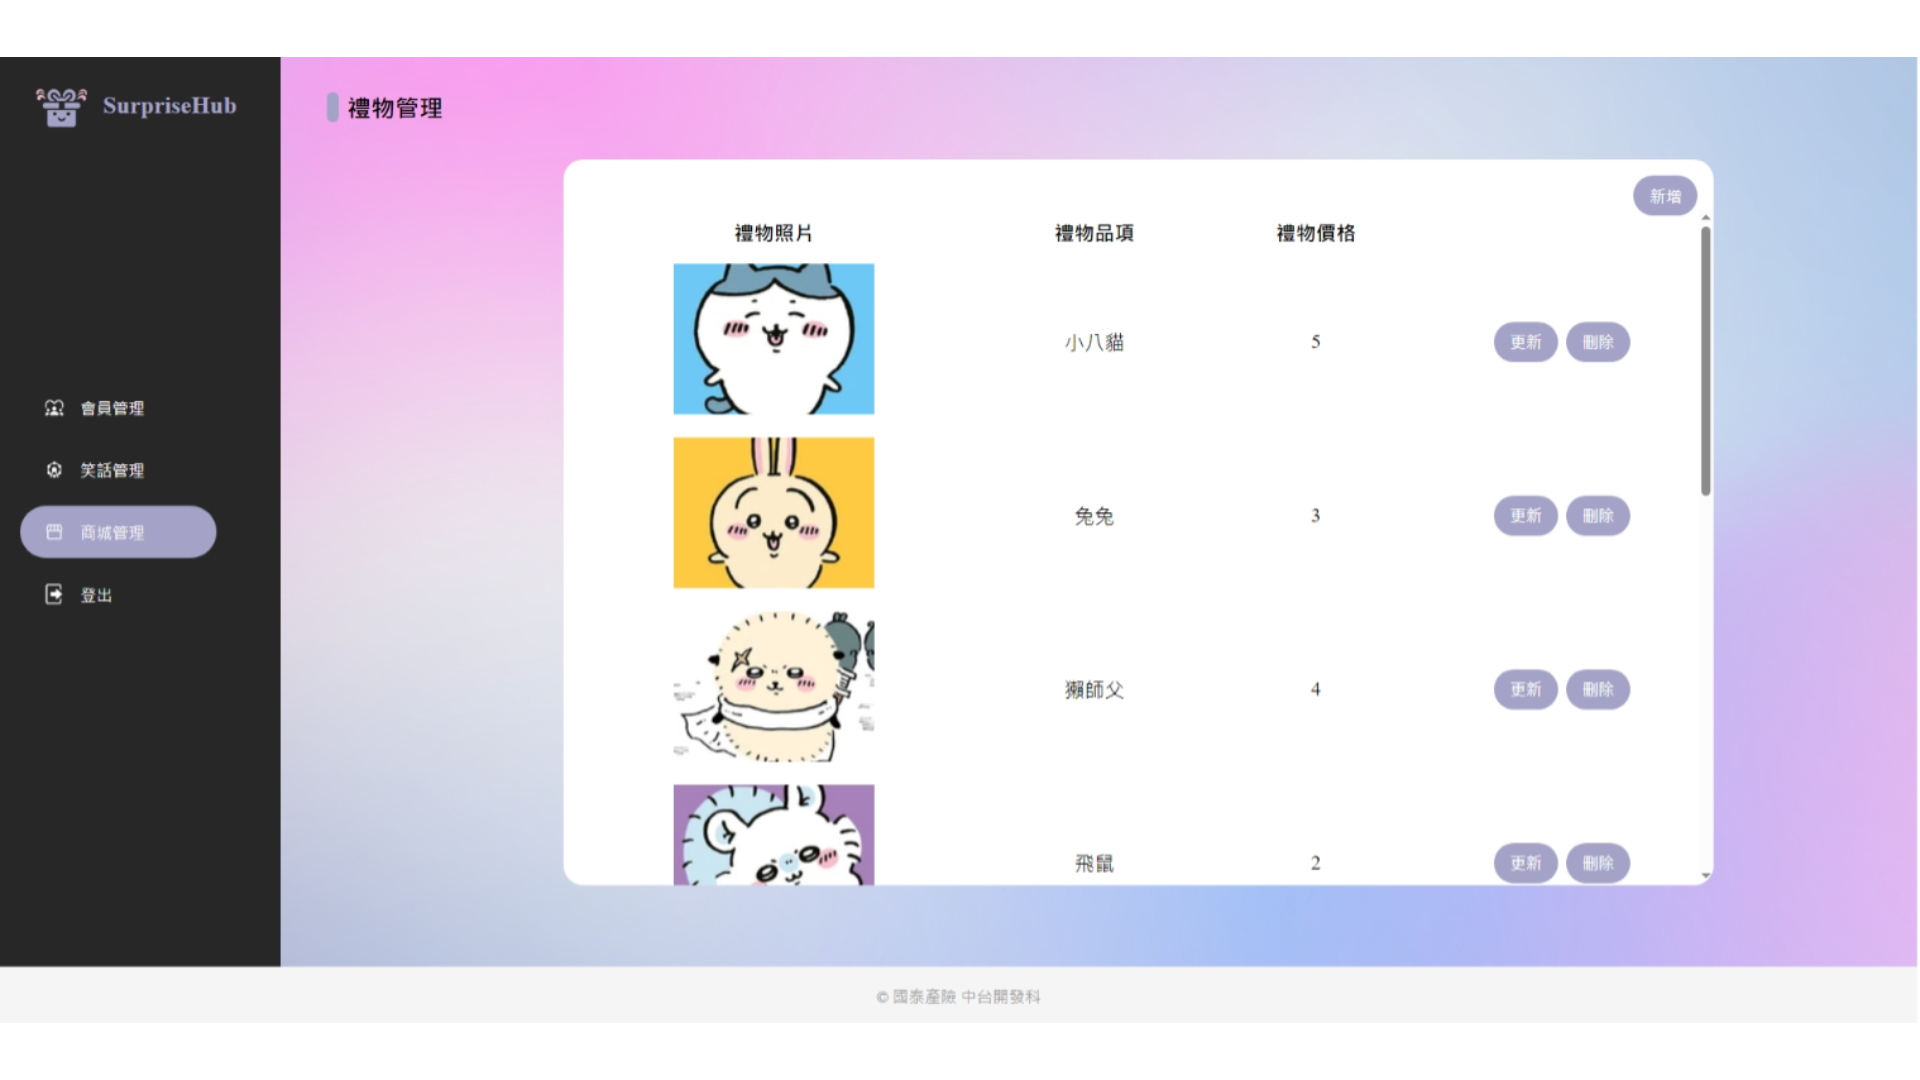 SurpriseHub
會員管理
笑話管理
商城管理
登出
禮物管理
新增
禮物照片 禮物品項 禮物價格
小八貓 5 更新 刪除
兔兔 3 更新 刪除
獺師父 4 更新 刪除
飛鼠 2 更新 刪除
© 國泰產險 中台開發科